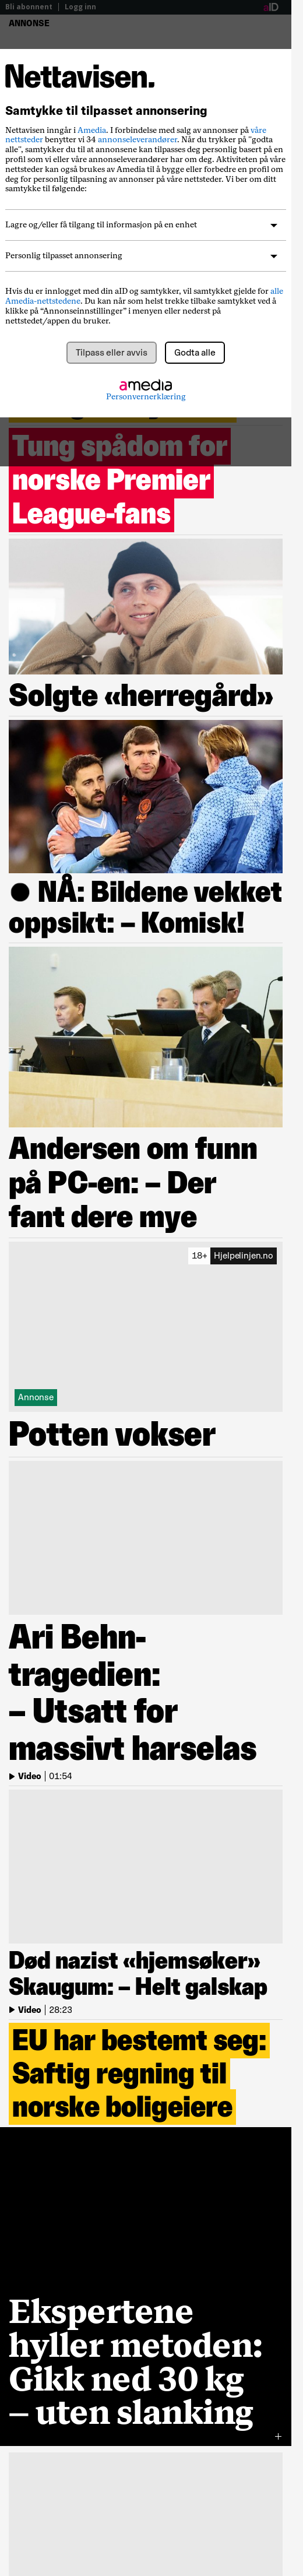 Bli abonnent | Logg inn
aID
ANNONSE
Nettavisen.
Samtykke til tilpasset annonsering
Nettavisen inngår i Amedia. I forbindelse med salg av annonser på våre
nettsteder benytter vi 34 annonseleverandører. Når du trykker på "godta
alle", samtykker du til at annonsene kan tilpasses deg personlig basert på en
profil som vi eller våre annonseleverandører har om deg. Aktiviteten på våre
nettsteder kan også brukes av Amedia til å bygge eller forbedre en profil om
deg for personlig tilpasning av annonser på våre nettsteder. Vi ber om ditt
samtykke til følgende:
Lagre og/eller få tilgang til informasjon på en enhet
Personlig tilpasset annonsering
Hvis du er innlogget med din aID og samtykker, vil samtykket gjelde for alle
Amedia-nettstedene. Du kan når som helst trekke tilbake samtykket ved å
klikke på “Annonseinnstillinger” i menyen eller nederst på
nettstedet/appen du bruker.
Tilpass eller avvis
Godta alle
amedia
Personvernerklæring
Tung spådom for
norske Premier
League-fans
Solgte «herregård»
● NÅ: Bildene vekket
oppsikt: – Komisk!
Andersen om funn
på PC-en: – Der
fant dere mye
18+ Hjelpelinjen.no
Annonse
Potten vokser
Ari Behn-
tragedien:
– Utsatt for
massivt harselas
Video | 01:54
Død nazist «hjemsøker»
Skaugum: – Helt galskap
Video | 28:23
EU har bestemt seg:
Saftig regning til
norske boligeiere
Ekspertene
hyller metoden:
Gikk ned 30 kg
– uten slanking